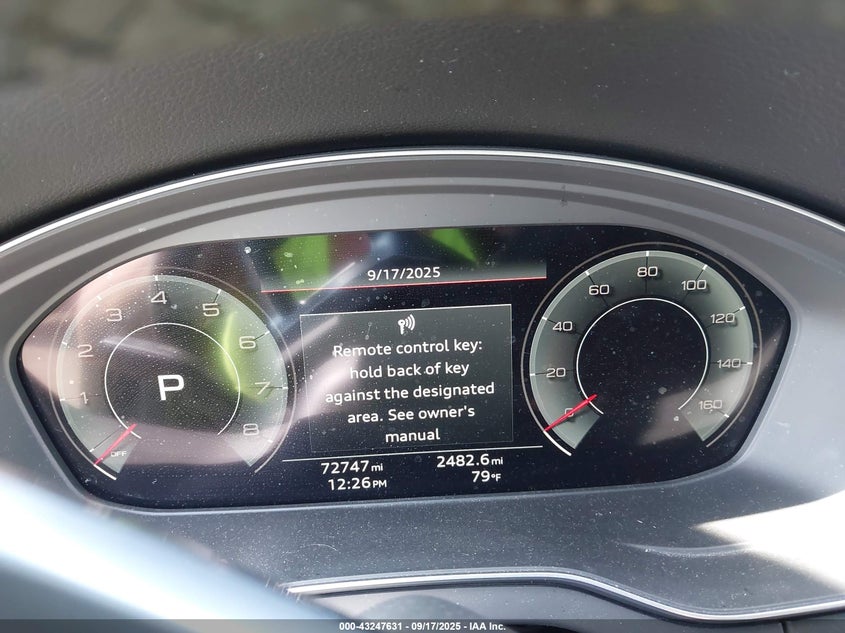 9/17/2025
Remote control key:
hold back of key
against the designated
area. See owner's
manual
1 2 3 4 5 6 7 8
OFF
P
0 20 40 60 80 100 120 140 160
72747 mi 2482.6 mi
12:26 PM 79°F
000-43247631 - 09/17/2025 - IAA Inc.